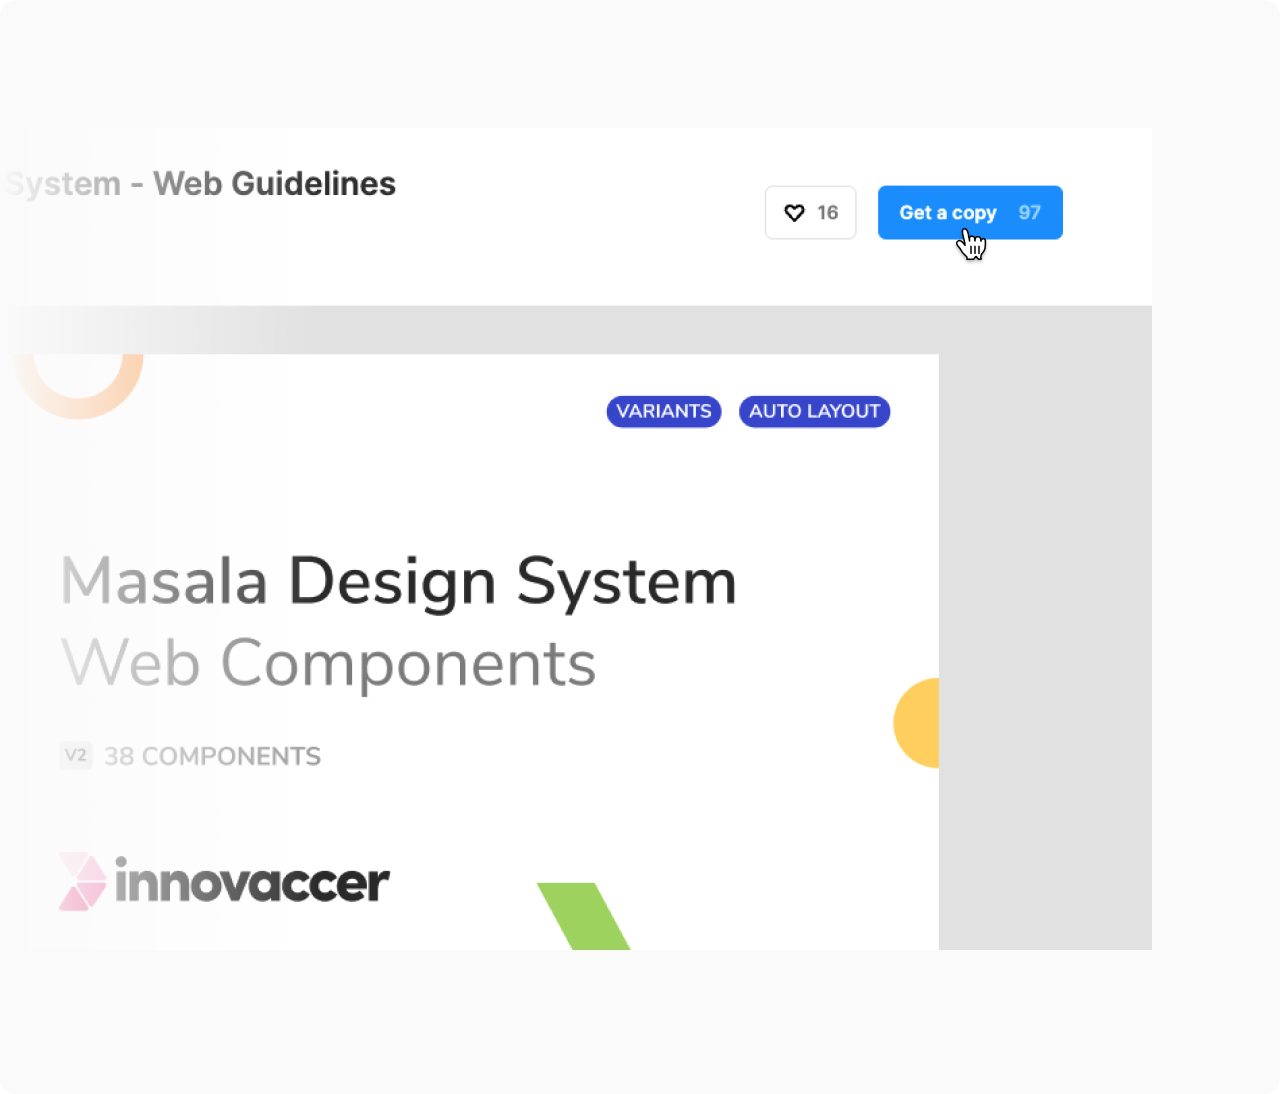 System - Web Guidelines
16
Get a copy 97
VARIANTS AUTO LAYOUT
Masala Design System
Web Components
V2 38 COMPONENTS
innovaccer